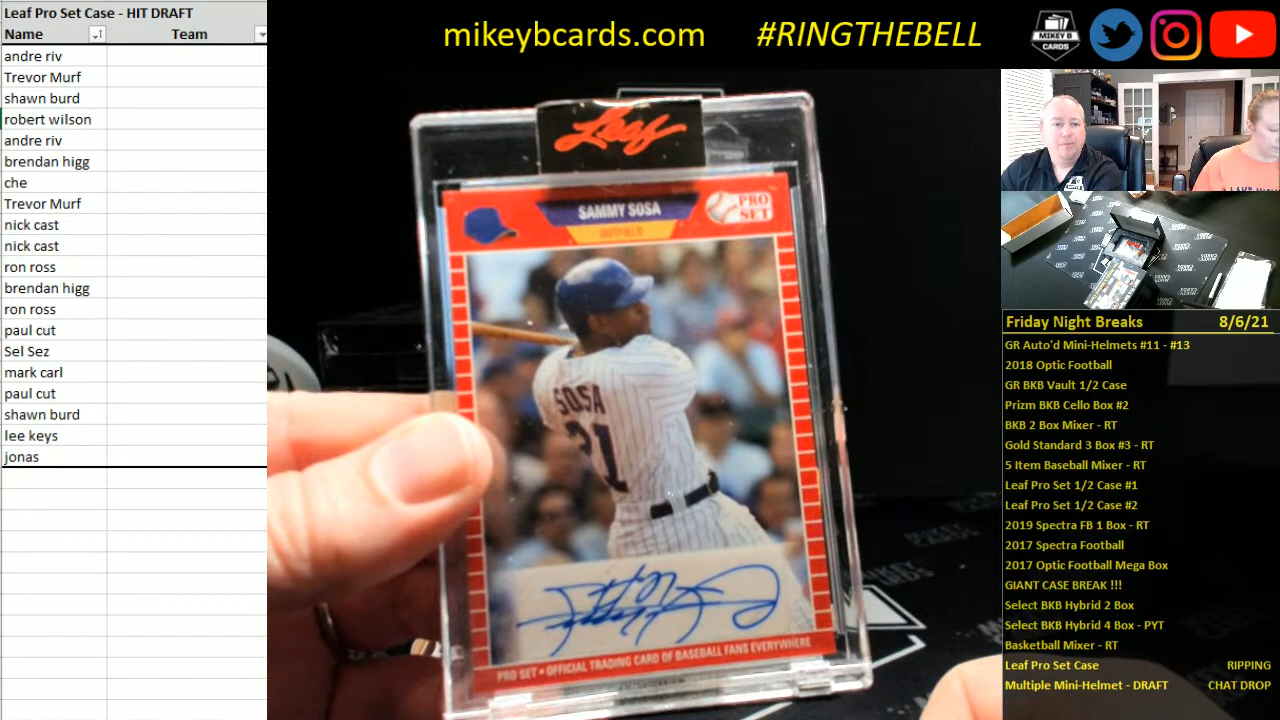 Leaf Pro Set Case - HIT DRAFT
Name Team
andre riv
Trevor Murf
shawn burd
robert wilson
andre riv
brendan higg
che
Trevor Murf
nick cast
nick cast
ron ross
brendan higg
ron ross
paul cut
Sel Sez
mark carl
paul cut
shawn burd
lee keys
jonas
mikeybcards.com #RINGTHEBELL
MIKEY B
CARDS
Leaf
SAMMY SOSA
OUTFIELD
PRO
SET
SOSA
21
PRO SET • OFFICIAL TRADING CARD OF BASEBALL FANS EVERYWHERE
Friday Night Breaks 8/6/21
GR Auto'd Mini-Helmets #11 - #13
2018 Optic Football
GR BKB Vault 1/2 Case
Prizm BKB Cello Box #2
BKB 2 Box Mixer - RT
Gold Standard 3 Box #3 - RT
5 Item Baseball Mixer - RT
Leaf Pro Set 1/2 Case #1
Leaf Pro Set 1/2 Case #2
2019 Spectra FB 1 Box - RT
2017 Spectra Football
2017 Optic Football Mega Box
GIANT CASE BREAK !!!
Select BKB Hybrid 2 Box
Select BKB Hybrid 4 Box - PYT
Basketball Mixer - RT
Leaf Pro Set Case RIPPING
Multiple Mini-Helmet - DRAFT CHAT DROP